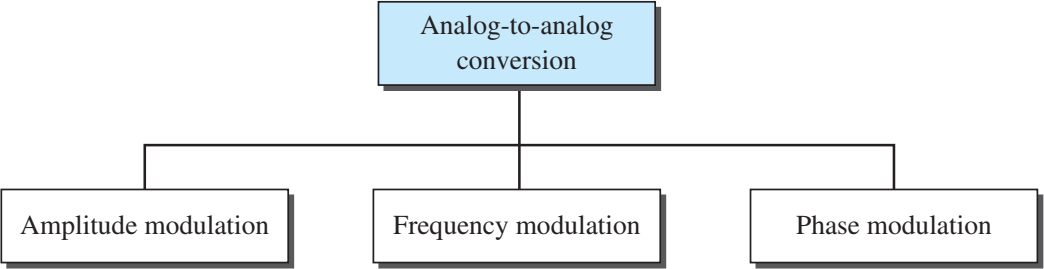 Analog-to-analog
conversion
Amplitude modulation
Frequency modulation
Phase modulation